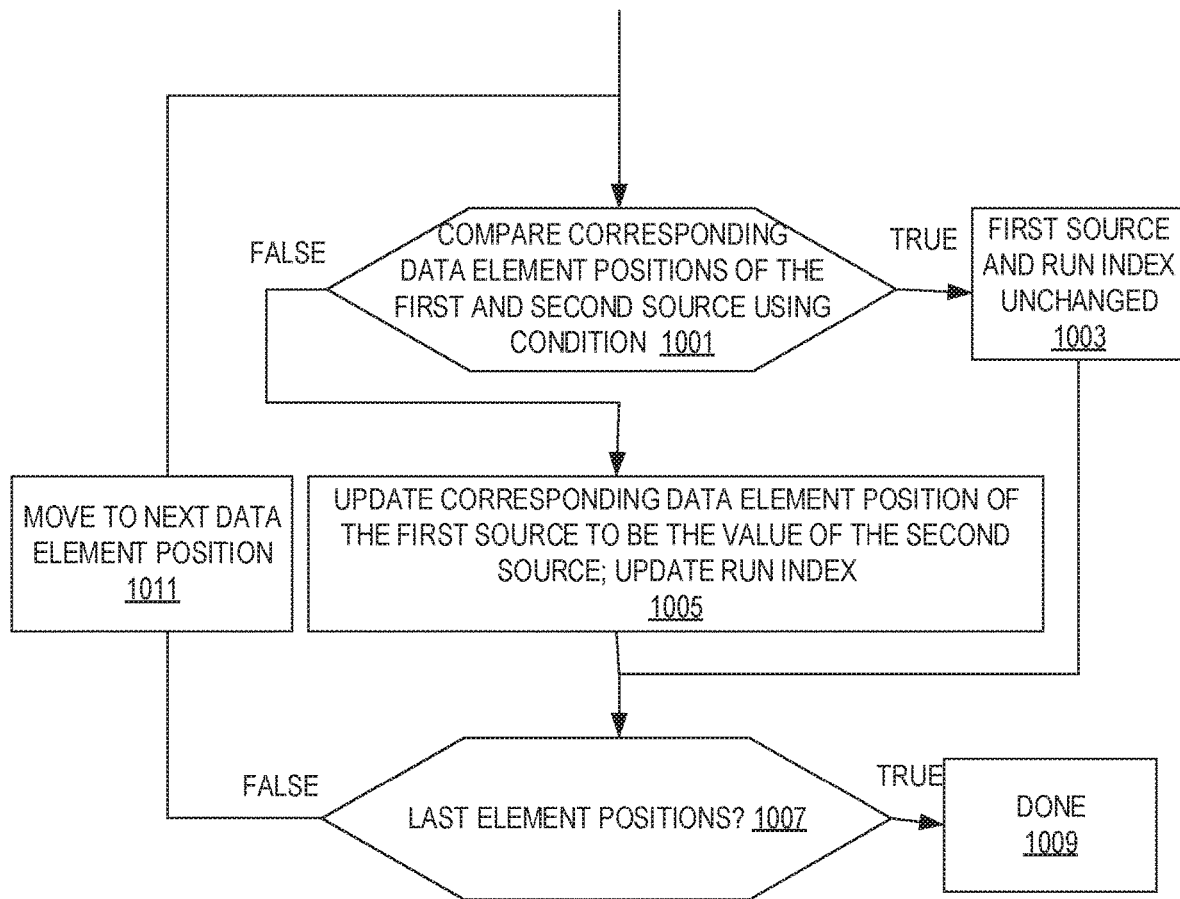 FALSE
COMPARE CORRESPONDING
DATA ELEMENT POSITIONS OF THE
FIRST AND SECOND SOURCE USING
CONDITION 1001
TRUE
FIRST SOURCE
AND RUN INDEX
UNCHANGED
1003
MOVE TO NEXT DATA
ELEMENT POSITION
1011
UPDATE CORRESPONDING DATA ELEMENT POSITION OF
THE FIRST SOURCE TO BE THE VALUE OF THE SECOND
SOURCE; UPDATE RUN INDEX
1005
FALSE
LAST ELEMENT POSITIONS? 1007
TRUE
DONE
1009